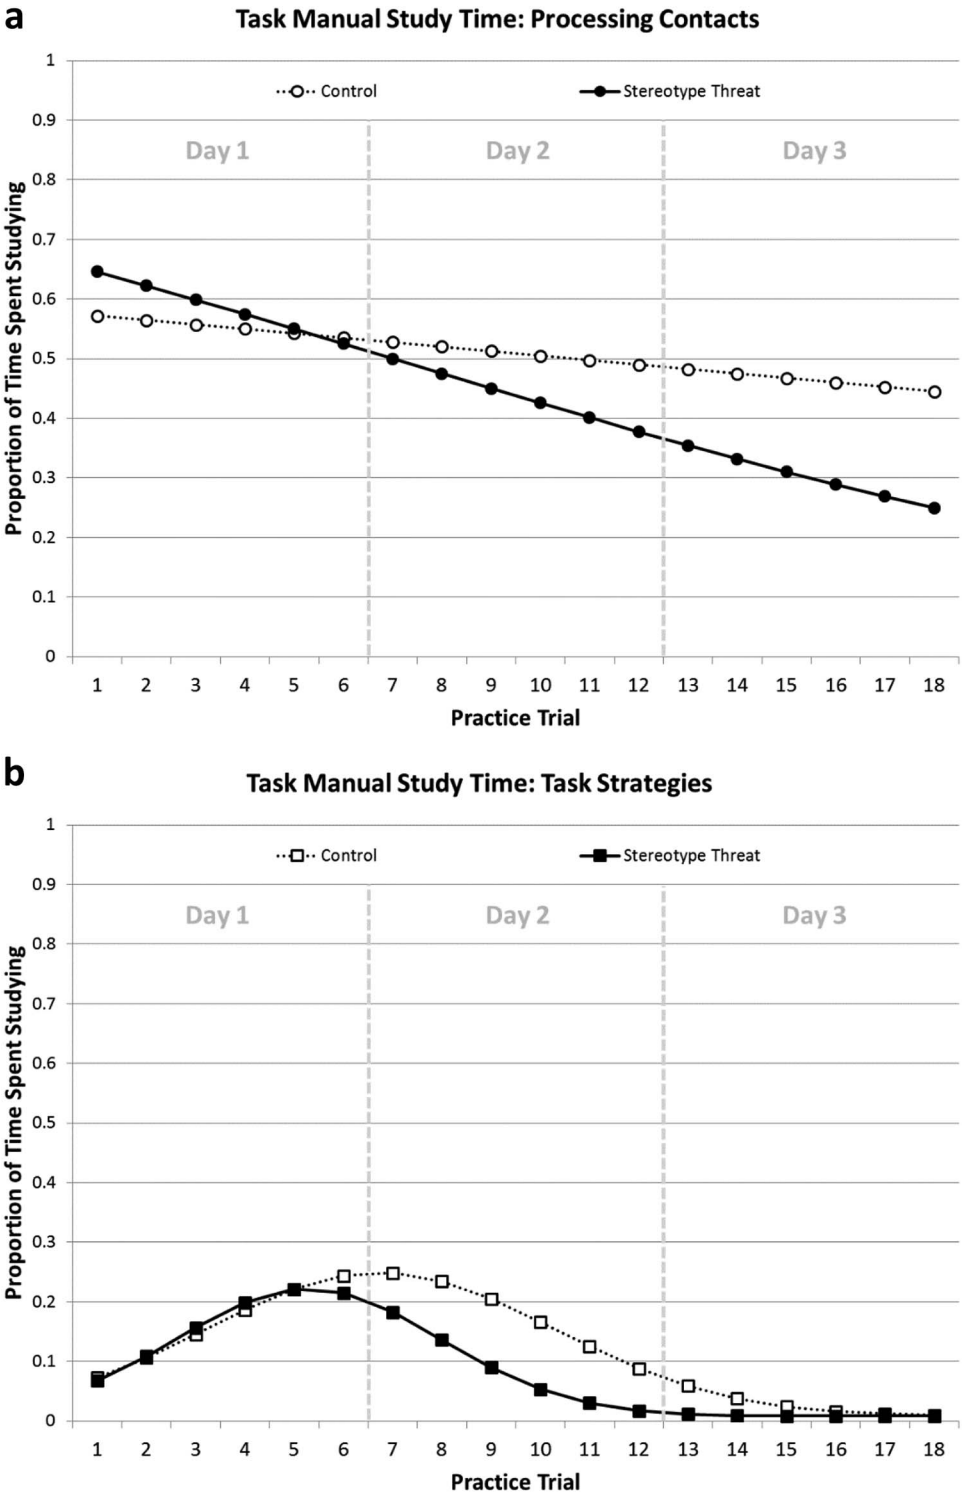 a
Task Manual Study Time: Processing Contacts
1
Control Stereotype Threat
0.9
Day 1 Day 2 Day 3
0.8
0.7
0.6
0.5
0.4
0.3
0.2
0.1
0
Proportion of Time Spent Studying
1 2 3 4 5 6 7 8 9 10 11 12 13 14 15 16 17 18
Practice Trial
b
Task Manual Study Time: Task Strategies
1
Control Stereotype Threat
0.9
Day 1 Day 2 Day 3
0.8
0.7
0.6
0.5
0.4
0.3
0.2
0.1
0
Proportion of Time Spent Studying
1 2 3 4 5 6 7 8 9 10 11 12 13 14 15 16 17 18
Practice Trial